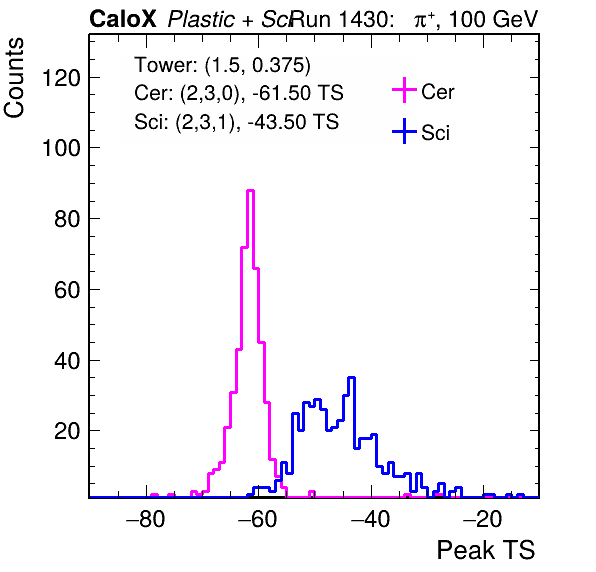 CaloX Plastic + Sci Run 1430: π+, 100 GeV
Counts
Tower: (1.5, 0.375)
Cer: (2,3,0), -61.50 TS
Sci: (2,3,1), -43.50 TS
Cer
Sci
120
100
80
60
40
20
−80 −60 −40 −20
Peak TS